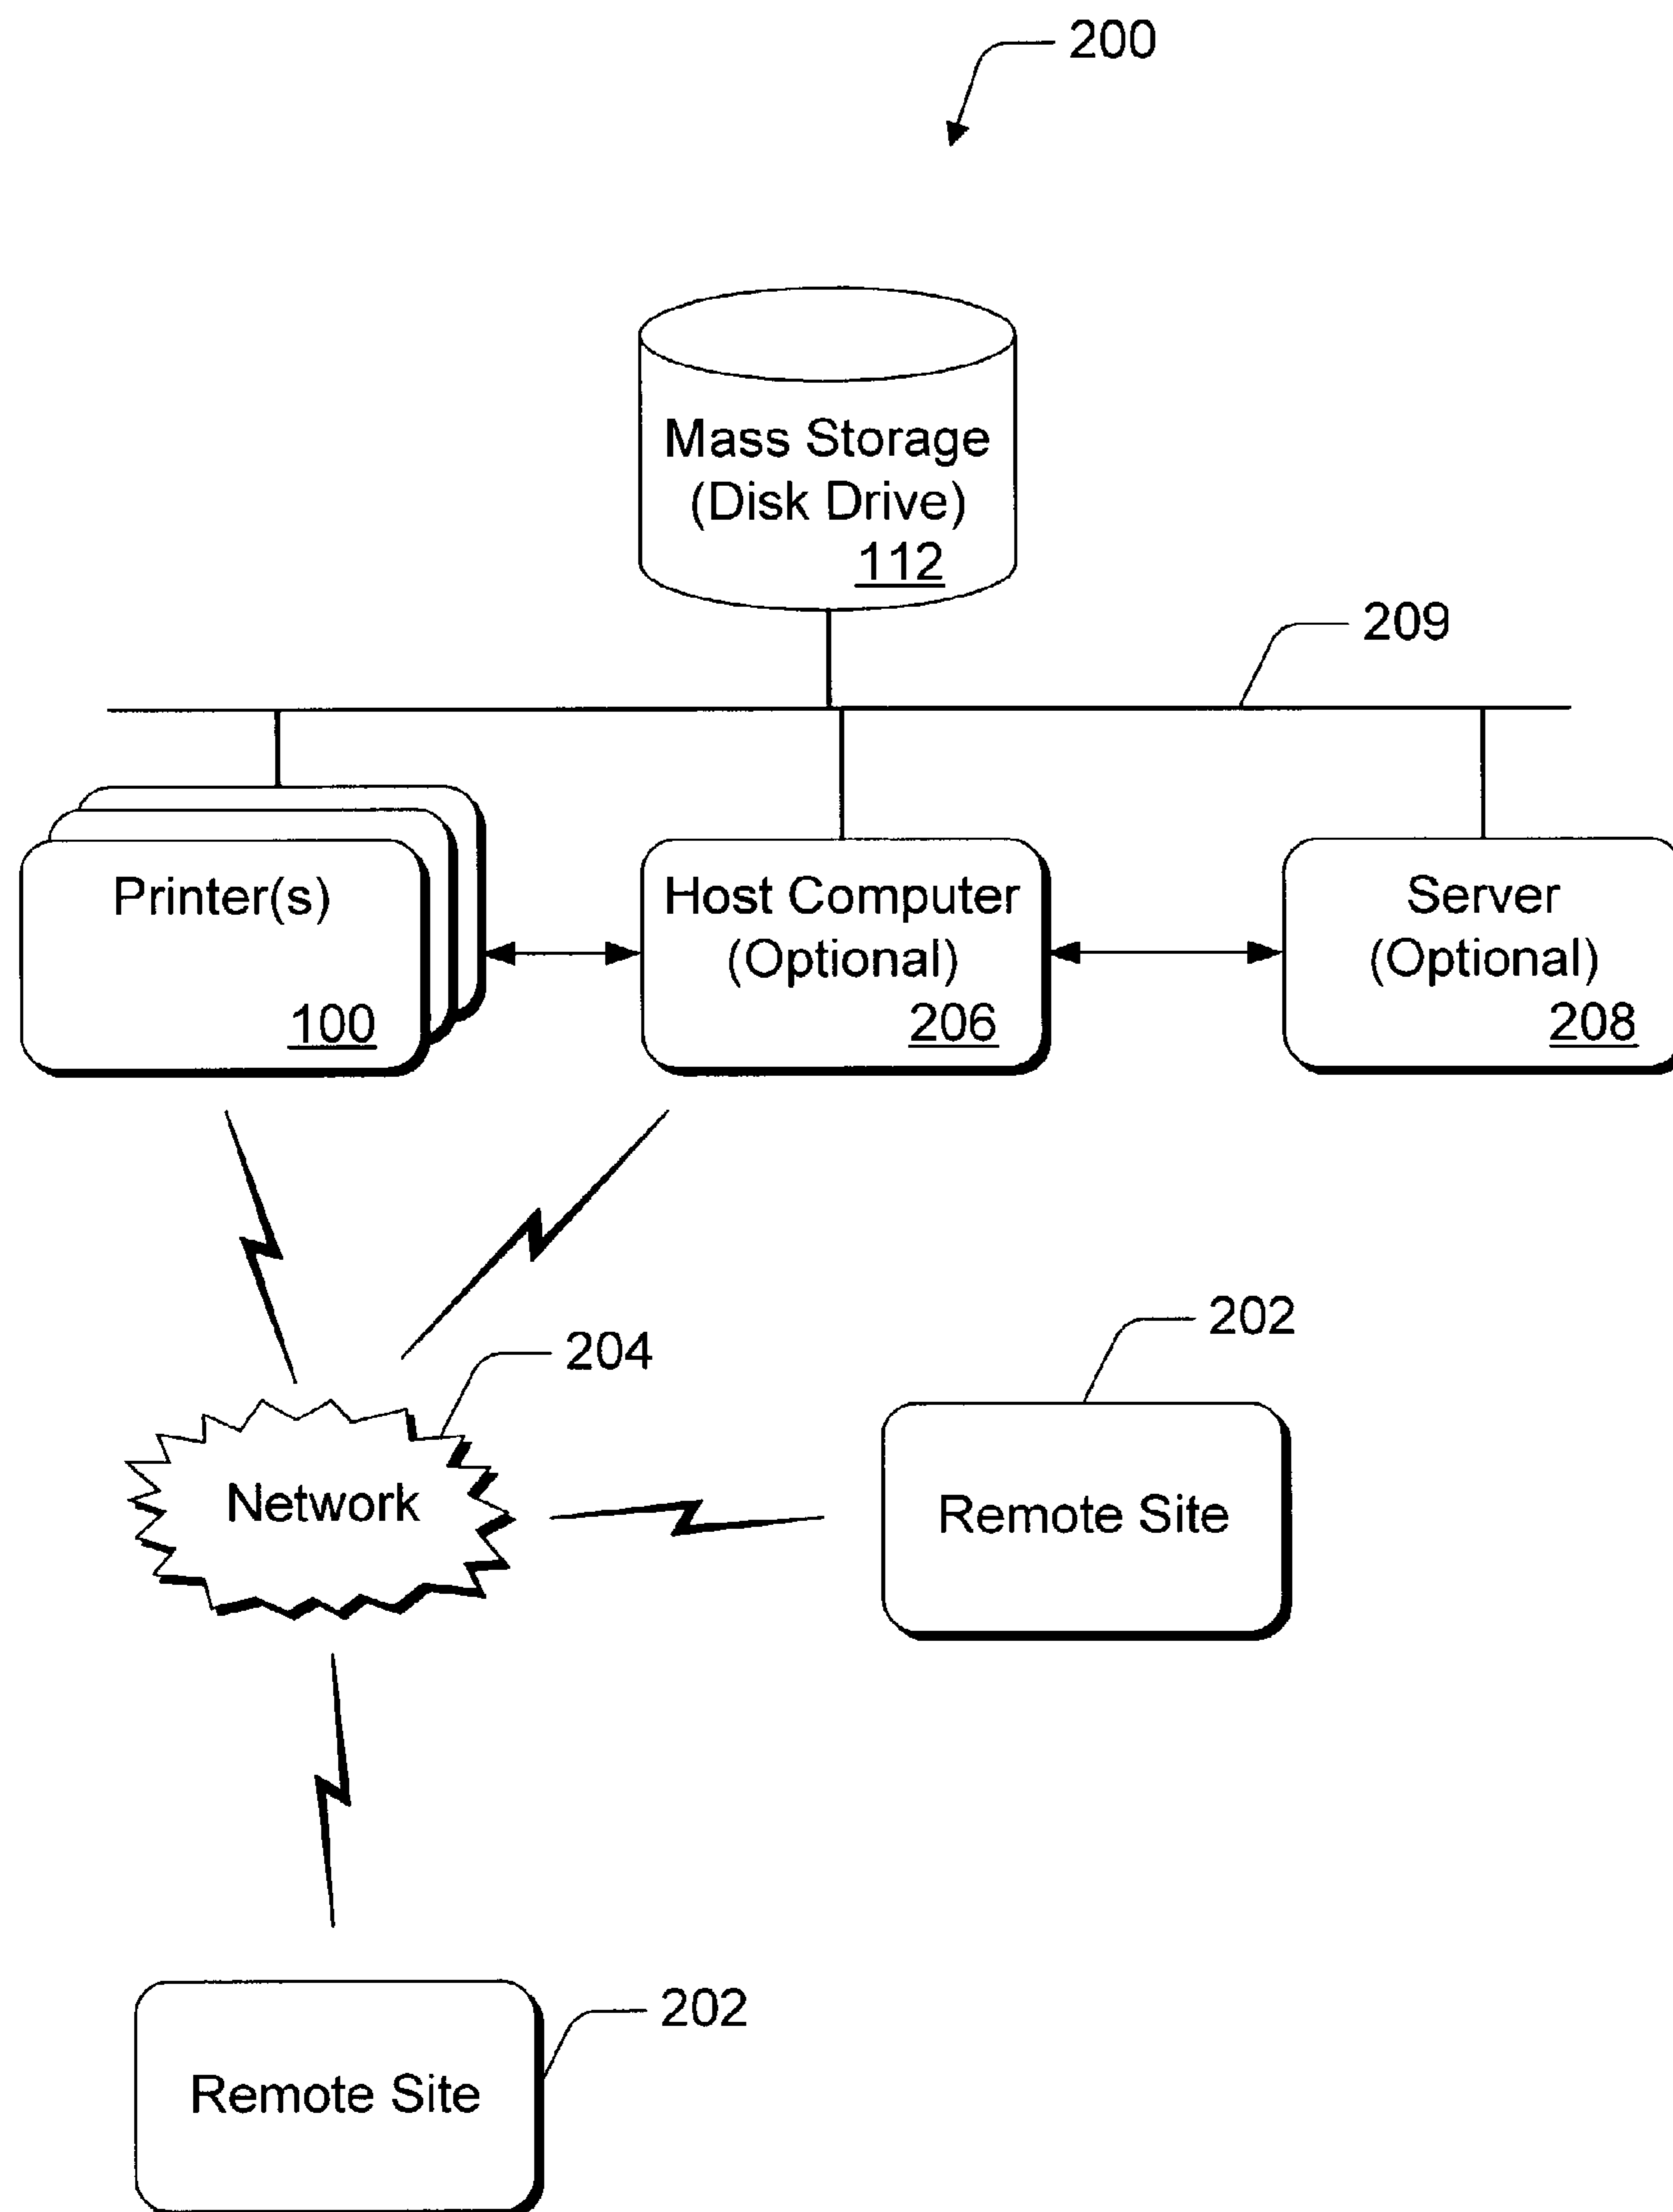 200
Mass Storage
(Disk Drive)
112
209
Printer(s)
100
Host Computer
(Optional)
206
Server
(Optional)
208
202
204
Network
Remote Site
202
Remote Site